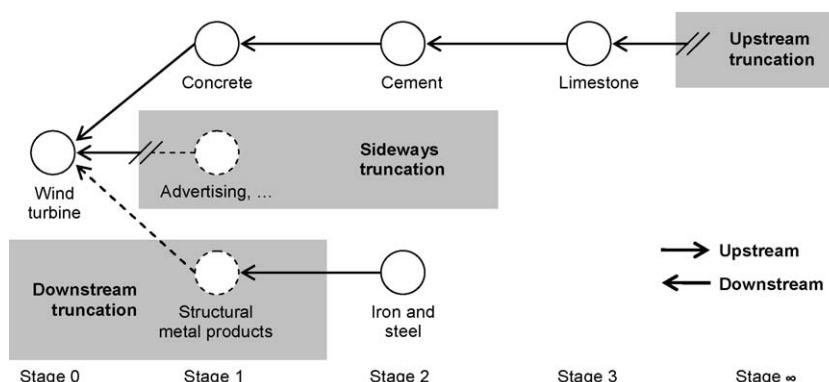 Concrete
Cement
Limestone
Upstream
truncation
Wind
turbine
Advertising, ...
Sideways
truncation
Downstream
truncation
Structural
metal products
Iron and
steel
Upstream
Downstream
Stage 0
Stage 1
Stage 2
Stage 3
Stage ∞